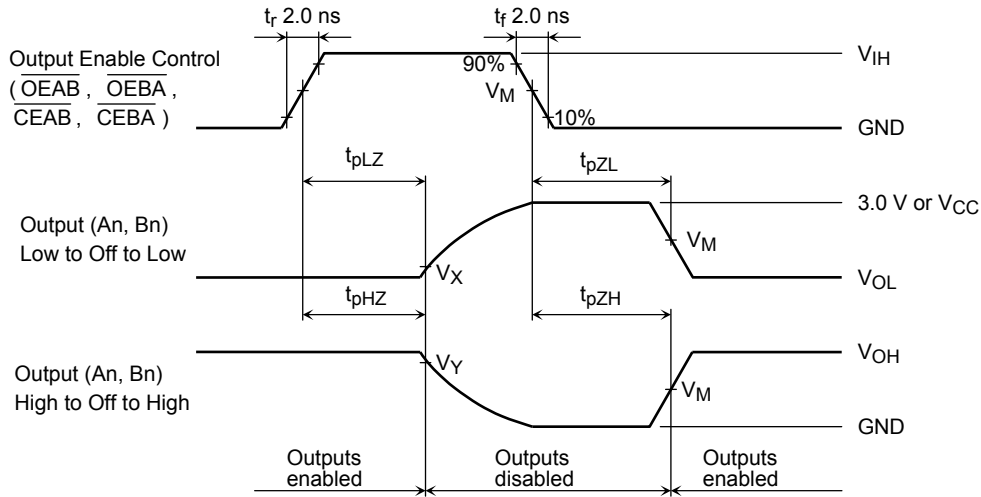 tr 2.0 ns
tf 2.0 ns
Output Enable Control
( OEAB , OEBA ,
CEAB , CEBA )
90%
VM
10%
VIH
GND
tpLZ
tpZL
Output (An, Bn)
Low to Off to Low
3.0 V or VCC
VM
VX
VOL
tpHZ
tpZH
Output (An, Bn)
High to Off to High
VOH
VY
VM
GND
Outputs
enabled
Outputs
disabled
Outputs
enabled